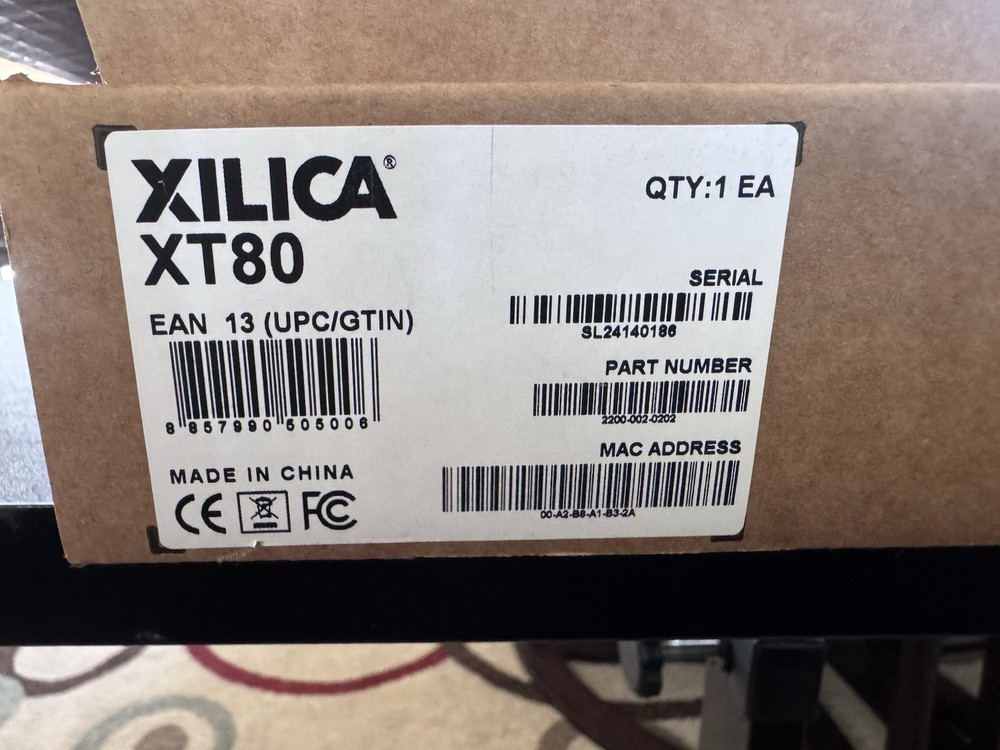 XILICA®
XT80
QTY:1 EA
EAN 13 (UPC/GTIN)
8 857990 505006
MADE IN CHINA
CE FC
SERIAL
SL24140186
PART NUMBER
2200-002-0202
MAC ADDRESS
00-A2-B8-A1-B3-2A